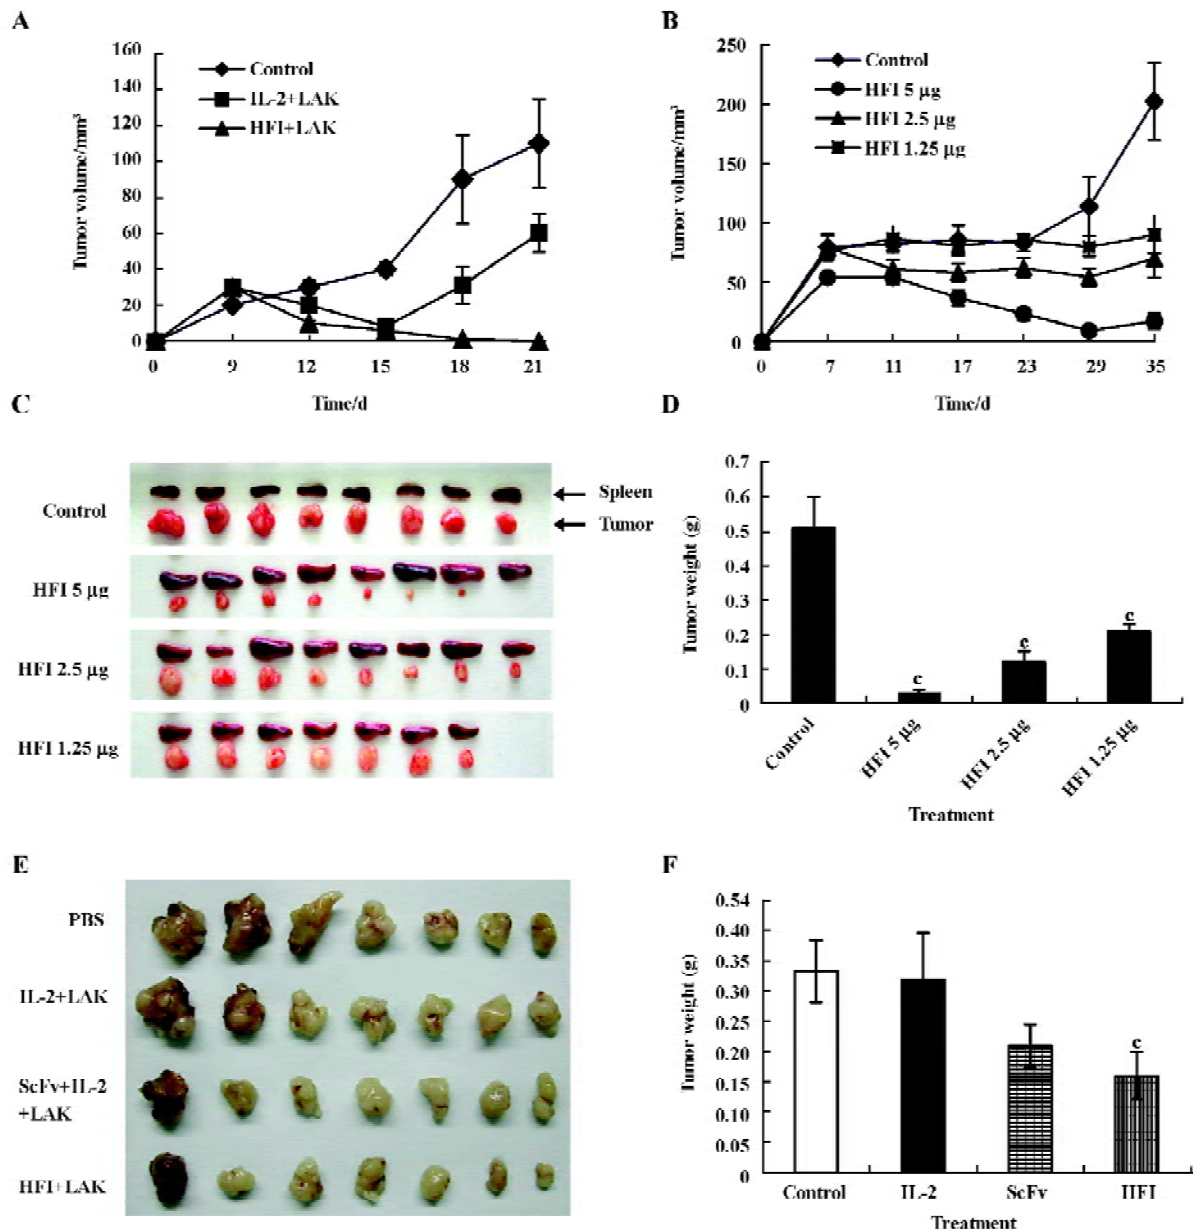 A
160
140
120
100
80
60
40
20
0
Tumor volume/mm³
Control
IL-2+LAK
HFI+LAK
0 9 12 15 18 21
Time/d
B
250
200
150
100
50
0
Tumor volume/mm³
Control
HFI 5 µg
HFI 2.5 µg
HFI 1.25 µg
0 7 11 17 23 29 35
Time/d
C
Control
Spleen
Tumor
HFI 5 µg
HFI 2.5 µg
HFI 1.25 µg
D
0.7
0.6
0.5
0.4
0.3
0.2
0.1
0
Tumor weight (g)
c
c
c
Control
HFI 5 µg
HFI 2.5 µg
HFI 1.25 µg
Treatment
E
PBS
IL-2+LAK
ScFv+IL-2
+LAK
HFI+LAK
F
0.54
0.40
0.35
0.30
0.25
0.20
0.15
0.10
0.05
0
Tumor weight (g)
c
Control IL-2 ScFv HFI
Treatment